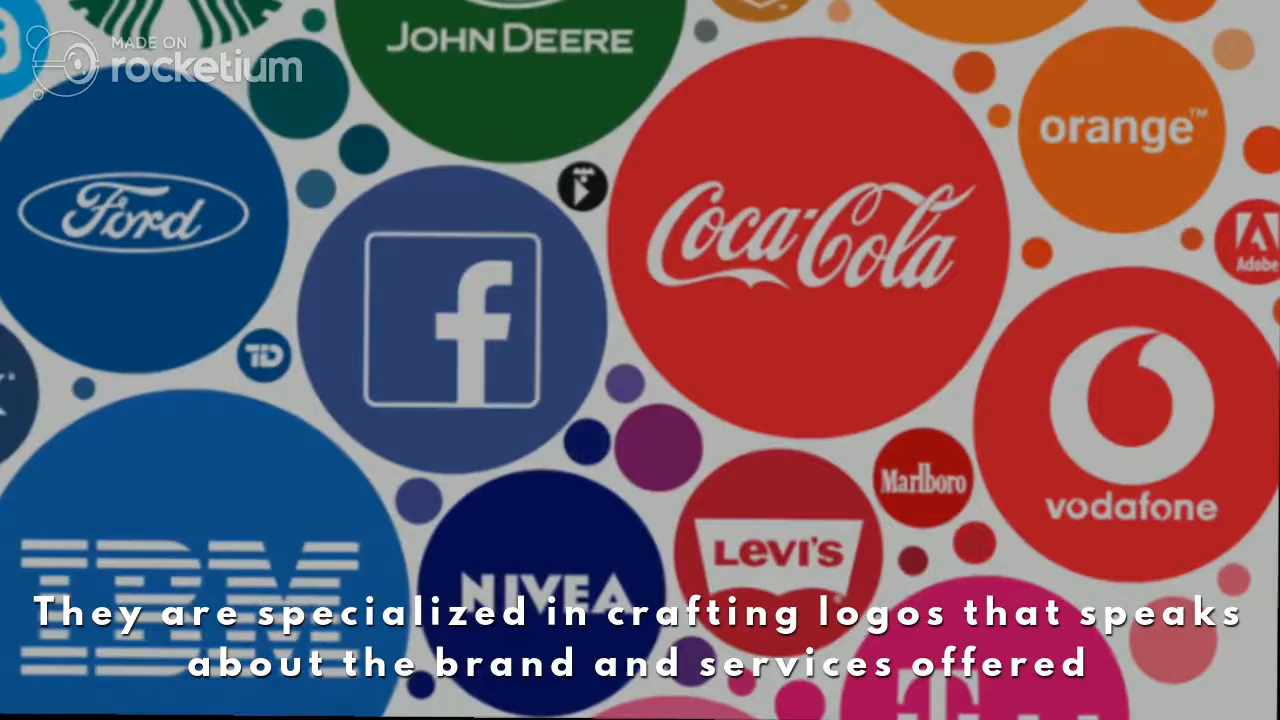 MADE ON
rocketium
JOHN DEERE
orange™
Ford
Coca-Cola
Adobe
f
TD
Marlboro
vodafone
LEVI'S
IBM
NIVEA
They are specialized in crafting logos that speaks
about the brand and services offered
T